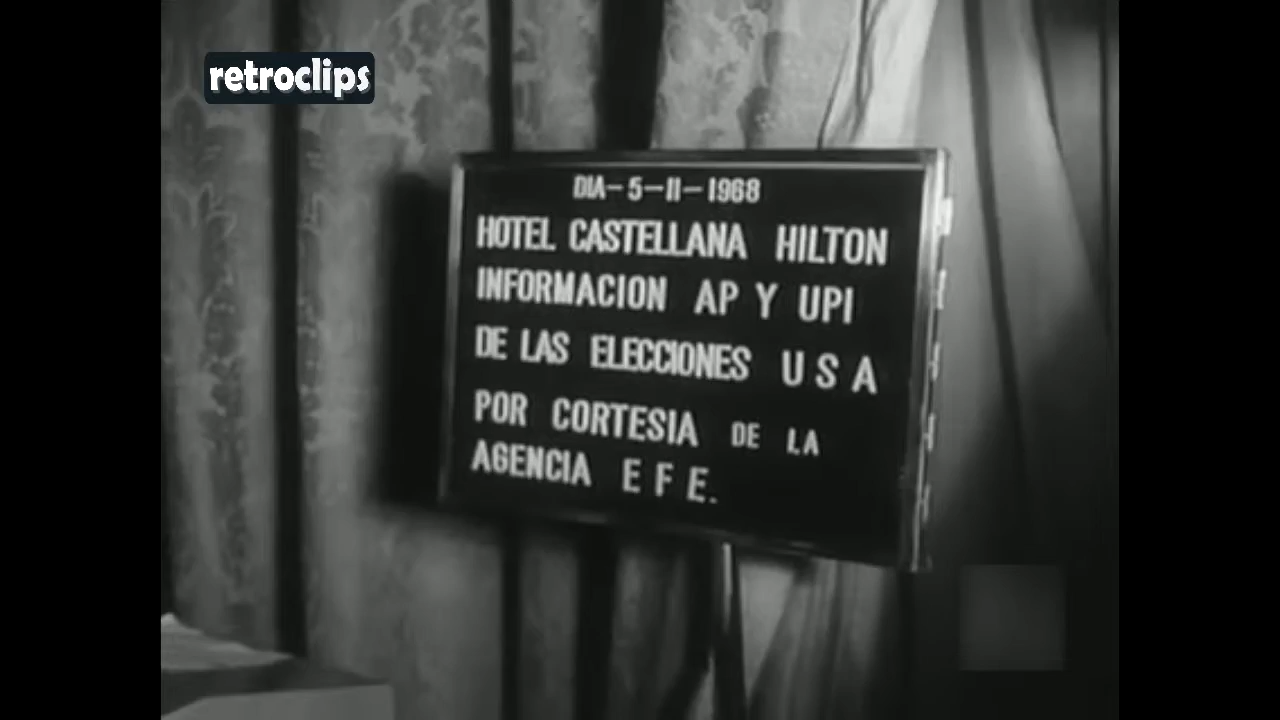 retroclips
DIA-5-11-1968
HOTEL CASTELLANA HILTON
INFORMACION AP Y UPI
DE LAS ELECCIONES USA
POR CORTESIA DE LA
AGENCIA EFE.